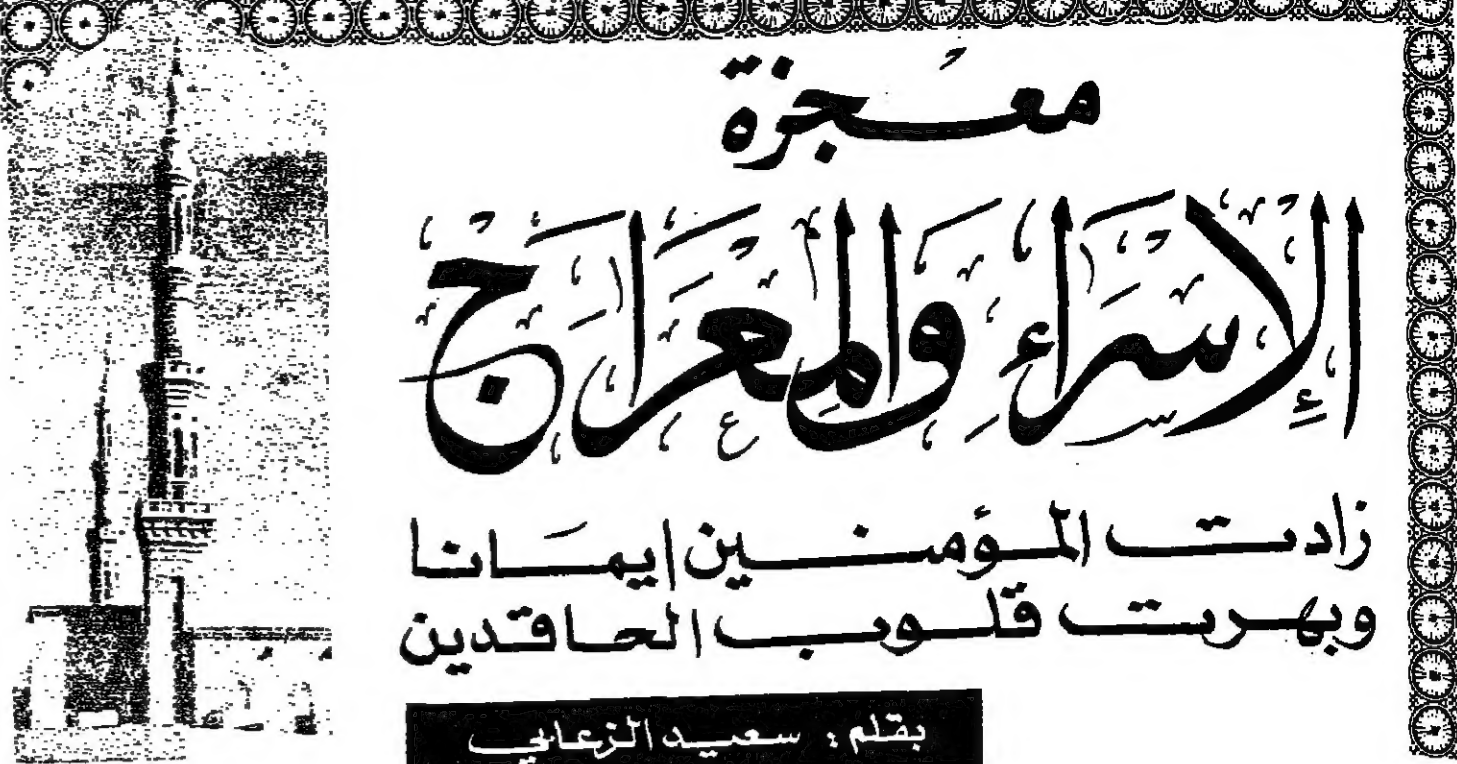 معجزة
الإسراء والمعراج
زادت المؤمنين إيمانا
وبهرت قلوب الحاقدين
بقلم : سعيد الزعابي